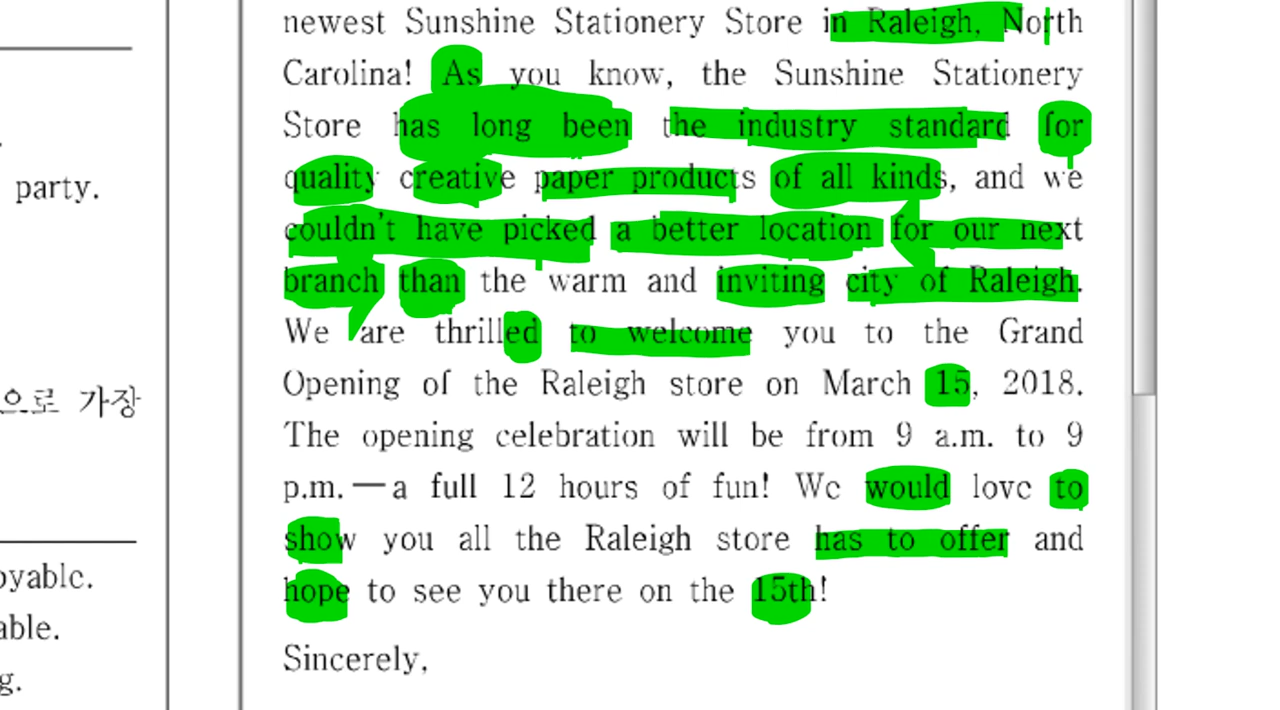 party.
으로 가장
oyable.
able.
g.
newest Sunshine Stationery Store in Raleigh, North
Carolina! As you know, the Sunshine Stationery
Store has long been the industry standard for
quality creative paper products of all kinds, and we
couldn't have picked a better location for our next
branch than the warm and inviting city of Raleigh.
We are thrilled to welcome you to the Grand
Opening of the Raleigh store on March 15, 2018.
The opening celebration will be from 9 a.m. to 9
p.m.—a full 12 hours of fun! We would love to
show you all the Raleigh store has to offer and
hope to see you there on the 15th!
Sincerely,